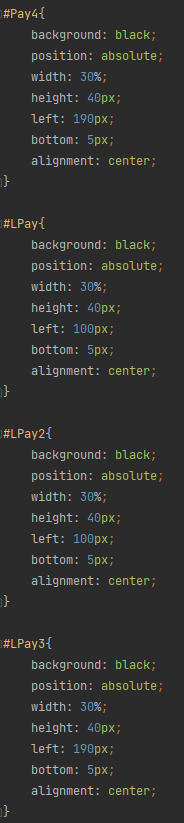 #Pay4{
    background: black;
    position: absolute;
    width: 30%;
    height: 40px;
    left: 190px;
    bottom: 5px;
    alignment: center;
}

#LPay{
    background: black;
    position: absolute;
    width: 30%;
    height: 40px;
    left: 100px;
    bottom: 5px;
    alignment: center;
}

#LPay2{
    background: black;
    position: absolute;
    width: 30%;
    height: 40px;
    left: 100px;
    bottom: 5px;
    alignment: center;
}

#LPay3{
    background: black;
    position: absolute;
    width: 30%;
    height: 40px;
    left: 190px;
    bottom: 5px;
    alignment: center;
}